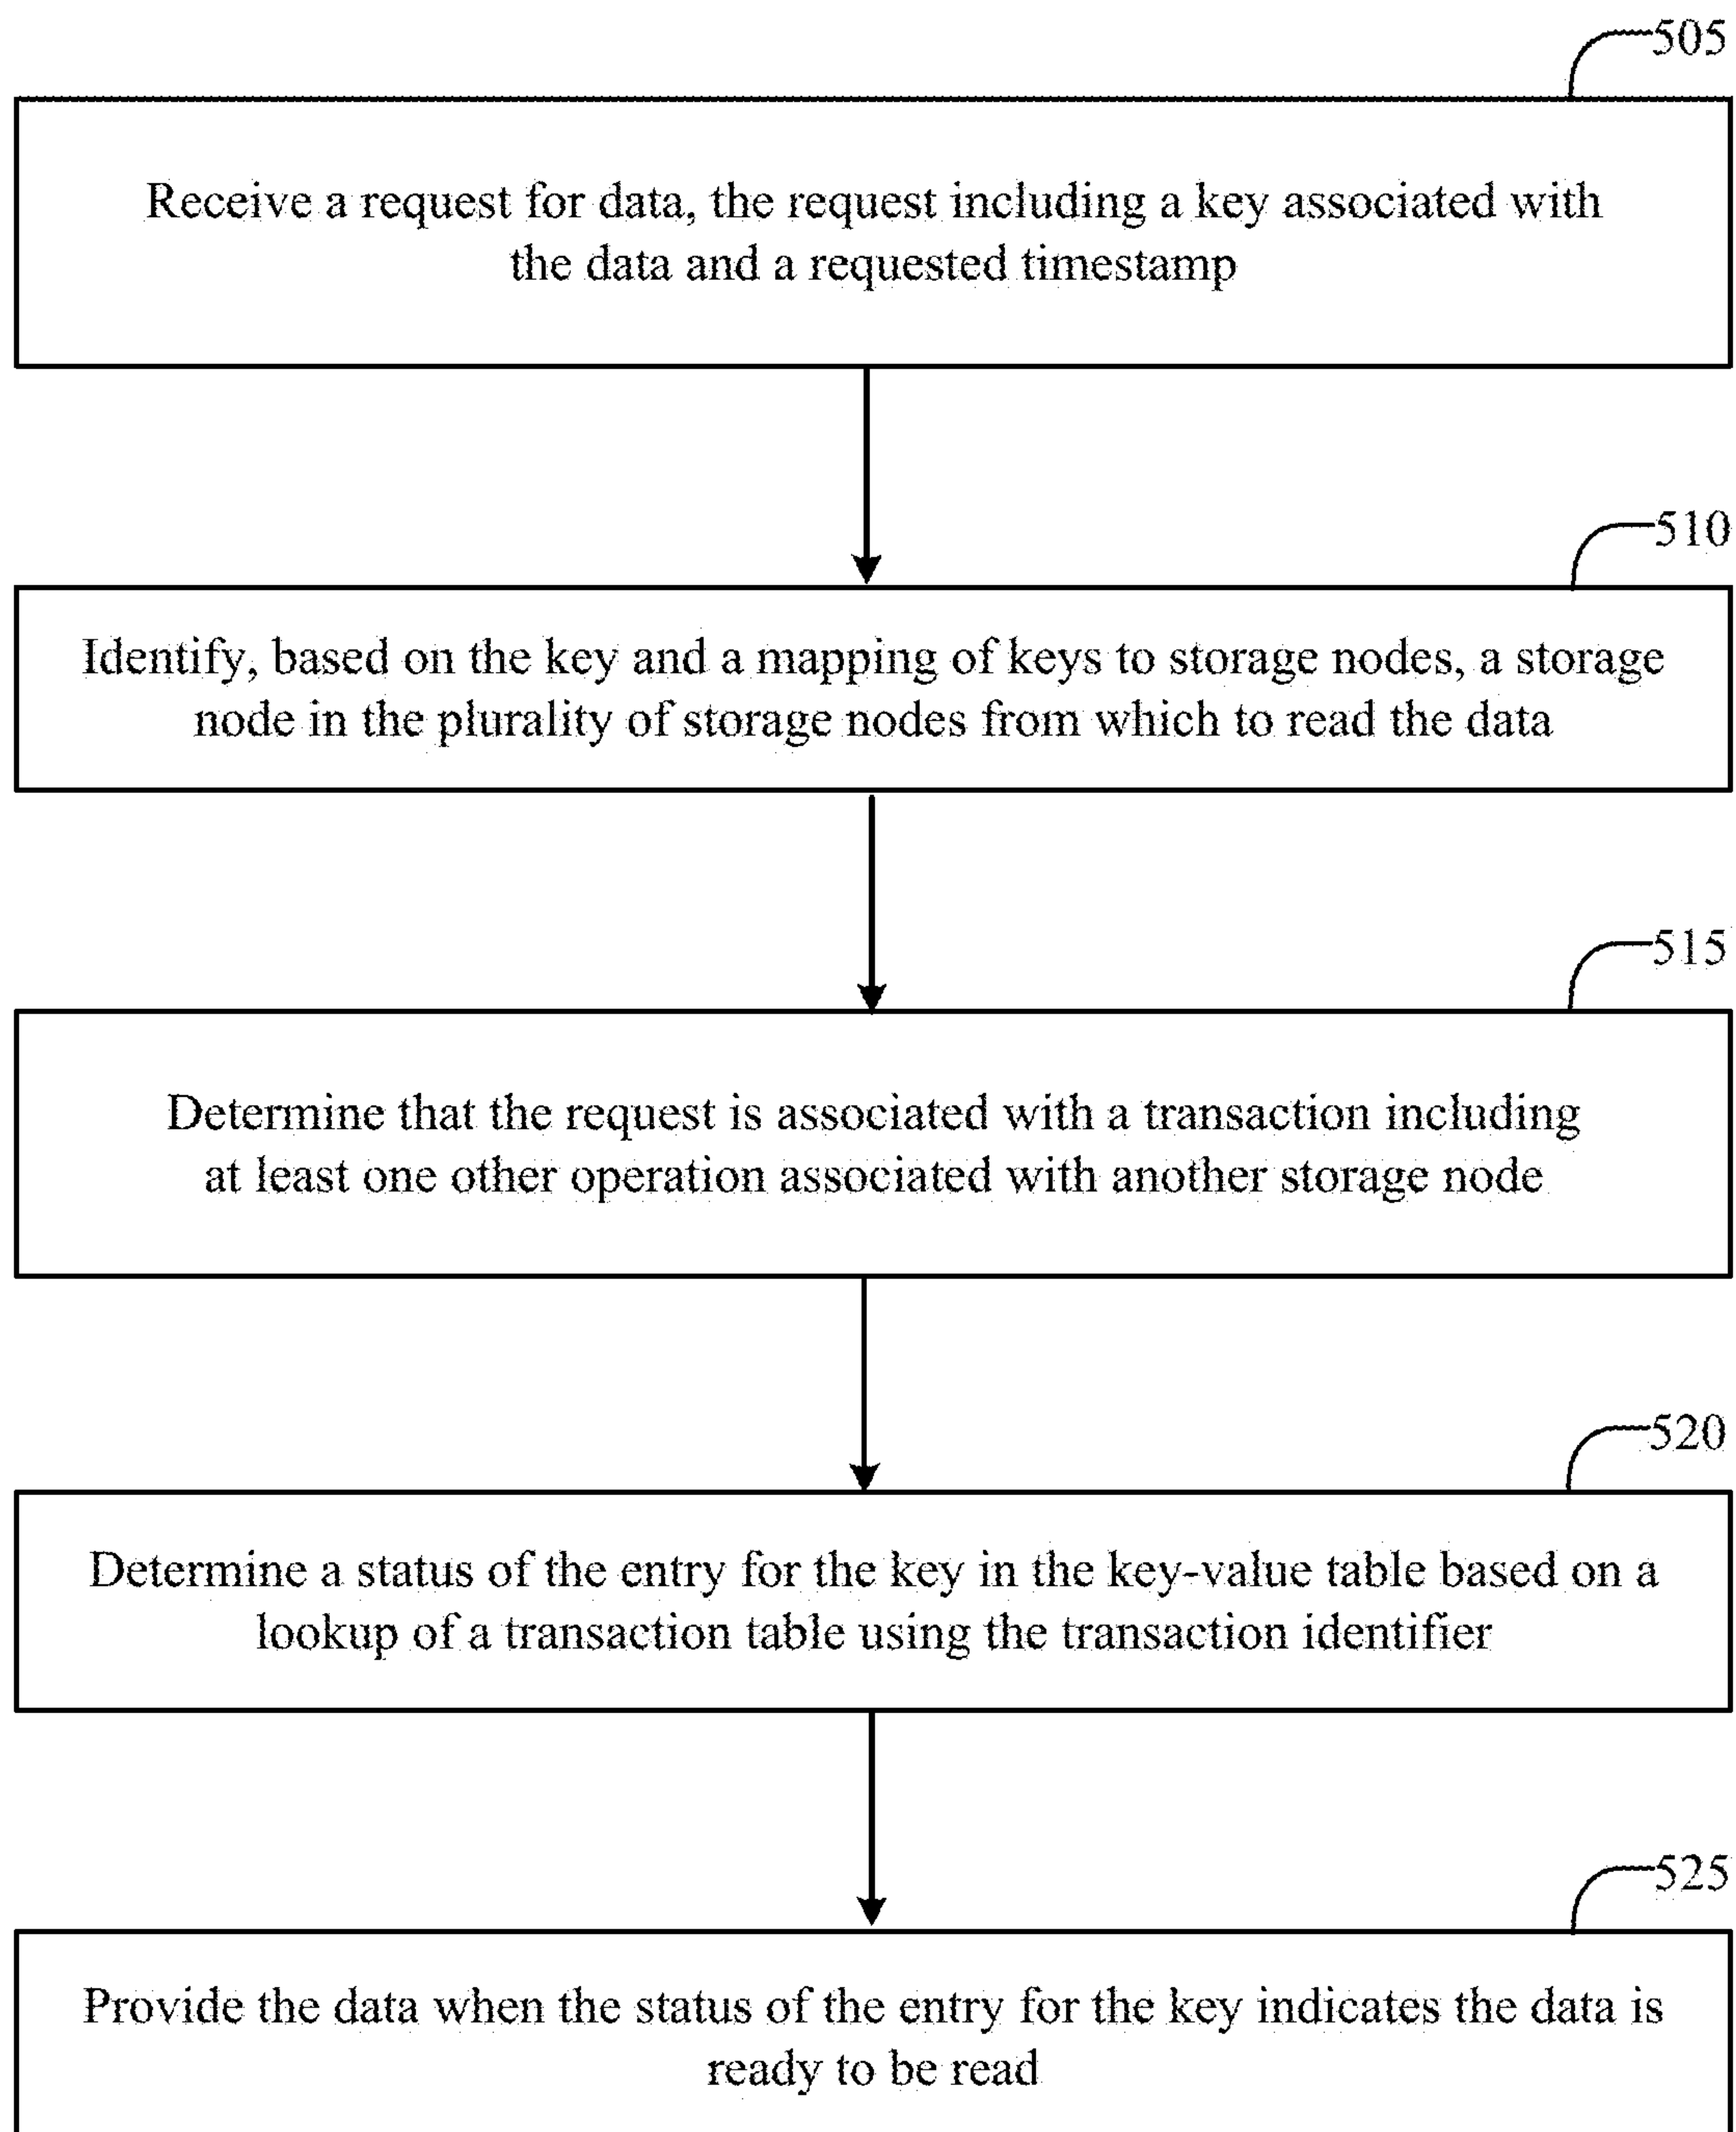 505
Receive a request for data, the request including a key associated with
the data and a requested timestamp
510
Identify, based on the key and a mapping of keys to storage nodes, a storage
node in the plurality of storage nodes from which to read the data
515
Determine that the request is associated with a transaction including
at least one other operation associated with another storage node
520
Determine a status of the entry for the key in the key-value table based on a
lookup of a transaction table using the transaction identifier
525
Provide the data when the status of the entry for the key indicates the data is
ready to be read